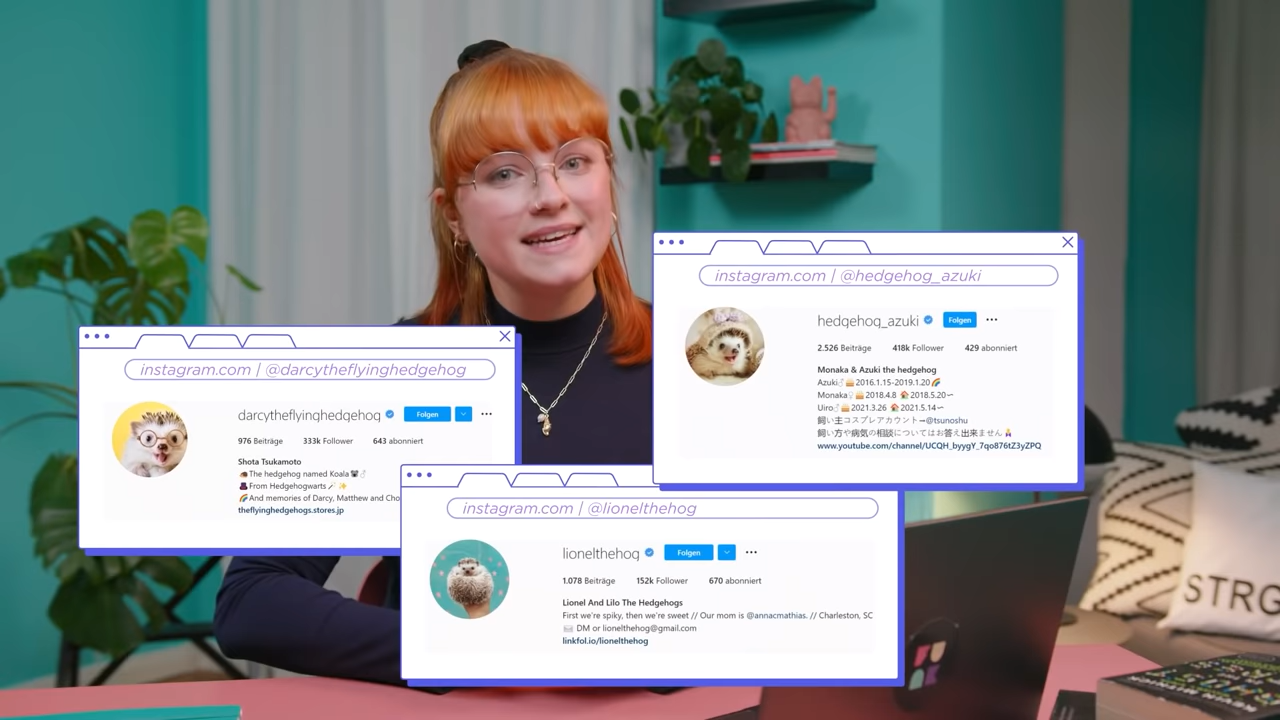 instagram.com | @hedgehog_azuki
hedgehog_azuki
Folgen
2.526 Beiträge 418k Follower 429 abonniert
Monaka & Azuki the hedgehog
Azuki♂🎂2016.1.15-2019.1.20🌈
Monaka♀🎂2018.4.8 🏠2018.5.20~
Uiro♂🎂2021.3.26 🏠2021.5.14~
飼い主コスプレアカウント→@tsunoshu
飼い方や病気の相談についてはお答え出来ません
www.youtube.com/channel/UCQH_byygY_7qo876tZ3yZPQ
instagram.com | @darcytheflyinghedgehog
darcytheflyinghedgehog
Folgen
976 Beiträge 333k Follower 643 abonniert
Shota Tsukamoto
🦔The hedgehog named Koala🐨♂
From Hedgehogwarts🪄✨
🌈And memories of Darcy, Matthew and Cho
theflyinghedgehogs.stores.jp
instagram.com | @lionelthehog
lionelthehog
Folgen
1.078 Beiträge 152k Follower 670 abonniert
Lionel And Lilo The Hedgehogs
First we're spiky, then we're sweet // Our mom is @annacmathias. // Charleston, SC
📧 DM or lionelthehog@gmail.com
linkfol.io/lionelthehog
STRG